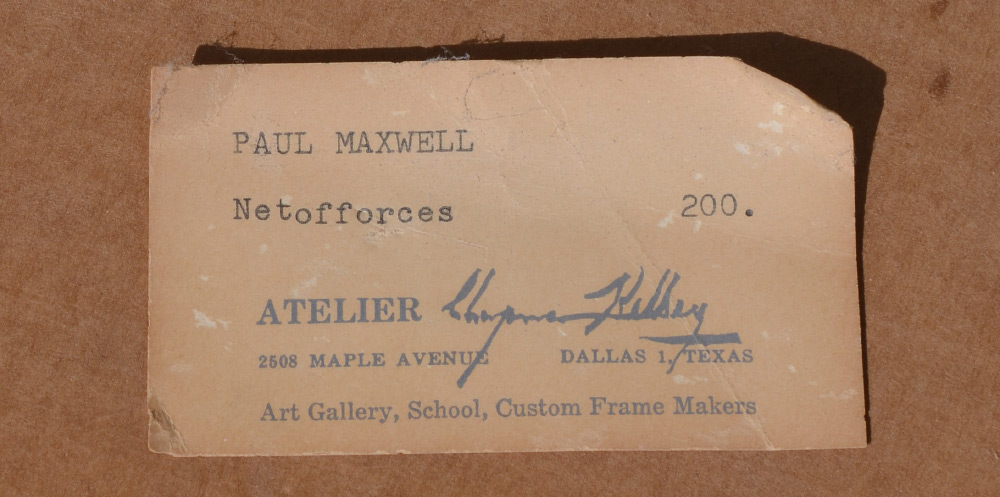 PAUL MAXWELL
Netofforces 200.
ATELIER Chapman Kelley
2508 MAPLE AVENUE DALLAS 1, TEXAS
Art Gallery, School, Custom Frame Makers